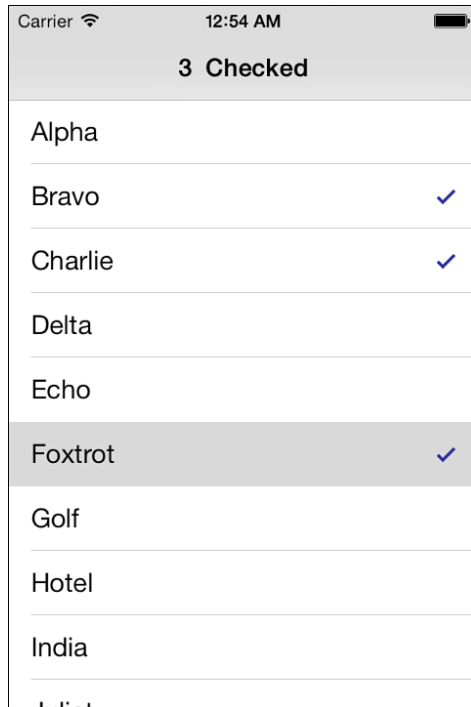 Carrier 12:54 AM
3 Checked
Alpha
Bravo
Charlie
Delta
Echo
Foxtrot
Golf
Hotel
India